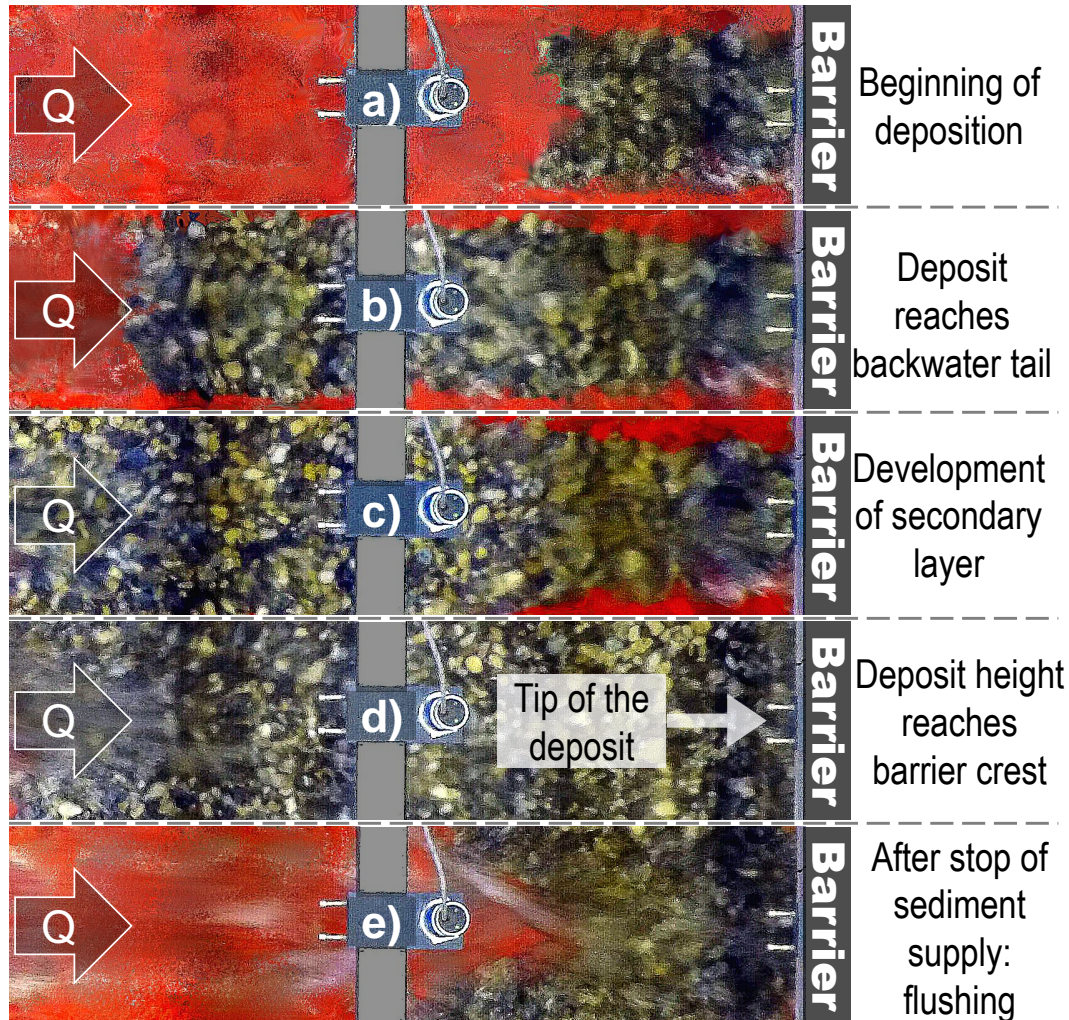 Q
a)
Barrier
Beginning of
deposition
Q
b)
Barrier
Deposit
reaches
backwater tail
Q
c)
Barrier
Development
of secondary
layer
Q
d)
Tip of the
deposit
Barrier
Deposit height
reaches
barrier crest
Q
e)
Barrier
After stop of
sediment
supply:
flushing